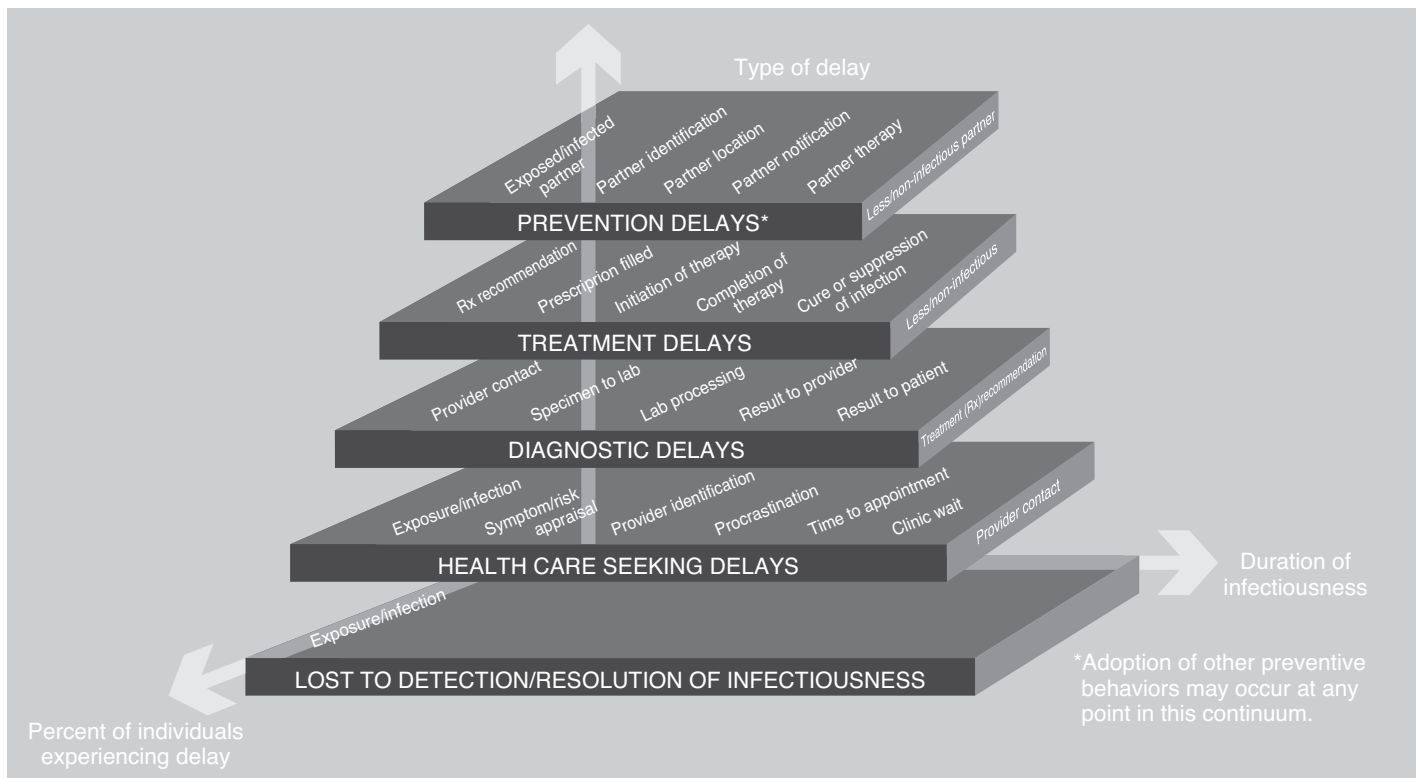 Type of delay
Exposed/infected
partner
Partner identification
Partner location
Partner notification
Partner therapy
Less/non-infectious partner
PREVENTION DELAYS*
Rx recommendation
Prescriprion filled
Initiation of therapy
Completion of
therapy
Cure or suppression
of infection
Less/non-infectious
TREATMENT DELAYS
Provider contact
Specimen to lab
Lab processing
Result to provider
Result to patient
Treatment (Rx)recommendation
DIAGNOSTIC DELAYS
Exposure/infection
Symptom/risk
appraisal
Provider identification
Procrastination
Time to appointment
Clinic wait
Provider contact
HEALTH CARE SEEKING DELAYS
Duration of
infectiousness
Exposure/infection
LOST TO DETECTION/RESOLUTION OF INFECTIOUSNESS
*Adoption of other preventive
behaviors may occur at any
point in this continuum.
Percent of individuals
experiencing delay